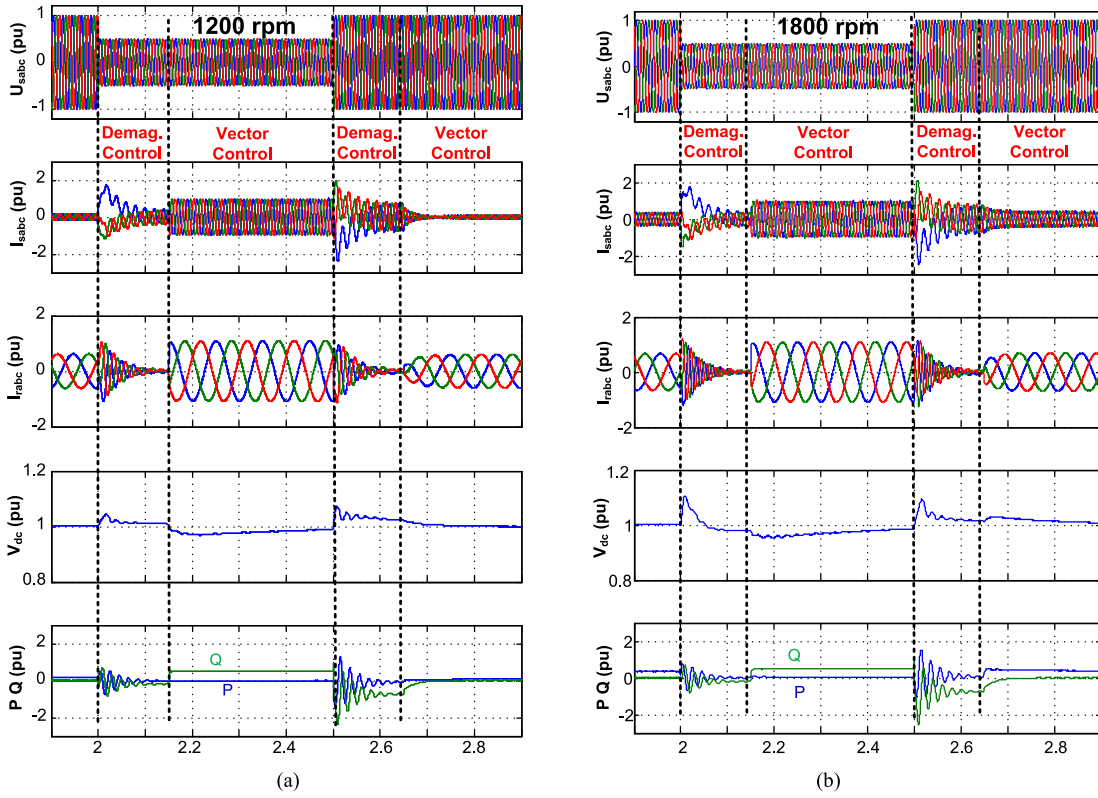 1200 rpm
U_sabc (pu)
1
0
-1
Demag. Control
Vector Control
Demag. Control
Vector Control
I_sabc (pu)
2
0
-2
I_rabc (pu)
2
0
-2
V_dc (pu)
1.2
1
0.8
P Q (pu)
2
0
-2
Q
P
2
2.2
2.4
2.6
2.8
(a)
1800 rpm
U_sabc (pu)
1
0
-1
Demag. Control
Vector Control
Demag. Control
Vector Control
I_sabc (pu)
2
0
-2
I_rabc (pu)
2
0
-2
V_dc (pu)
1.2
1
0.8
P Q (pu)
2
0
-2
Q
P
2
2.2
2.4
2.6
2.8
(b)